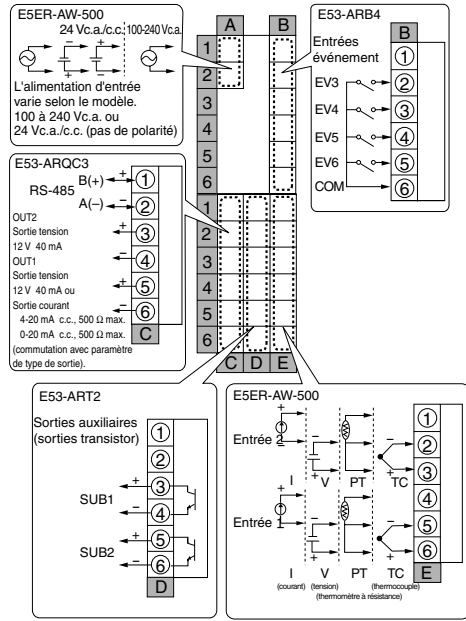 E5ER-AW-500
24 Vc.a./c.c. 100-240 Vc.a.
L'alimentation d'entrée
varie selon le modèle.
100 à 240 Vc.a. ou
24 Vc.a./c.c. (pas de polarité)
A
B
1
2
3
4
5
6
1
2
3
4
5
6
C D E
E53-ARB4
Entrées
événement
B
1
EV3 2
EV4 3
EV5 4
EV6 5
COM 6
E53-ARQC3
RS-485
B(+) + 1
A(−) − 2
OUT2
Sortie tension
12 V 40 mA
+ 3
OUT1
− 4
Sortie tension
12 V 40 mA ou
+ 5
Sortie courant
− 6
4-20 mA c.c., 500 Ω max.
0-20 mA c.c., 500 Ω max.
C
(commutation avec paramètre
de type de sortie).
E53-ART2
Sorties auxiliaires
(sorties transistor)
1
2
SUB1
+ 3
− 4
SUB2
+ 5
− 6
D
E5ER-AW-500
Entrée 2
+ − + − +
I V PT TC
Entrée 1
+ − + − +
I V PT TC
(courant) (tension) (thermocouple)
(thermomètre à résistance)
1
2
3
4
5
6
E